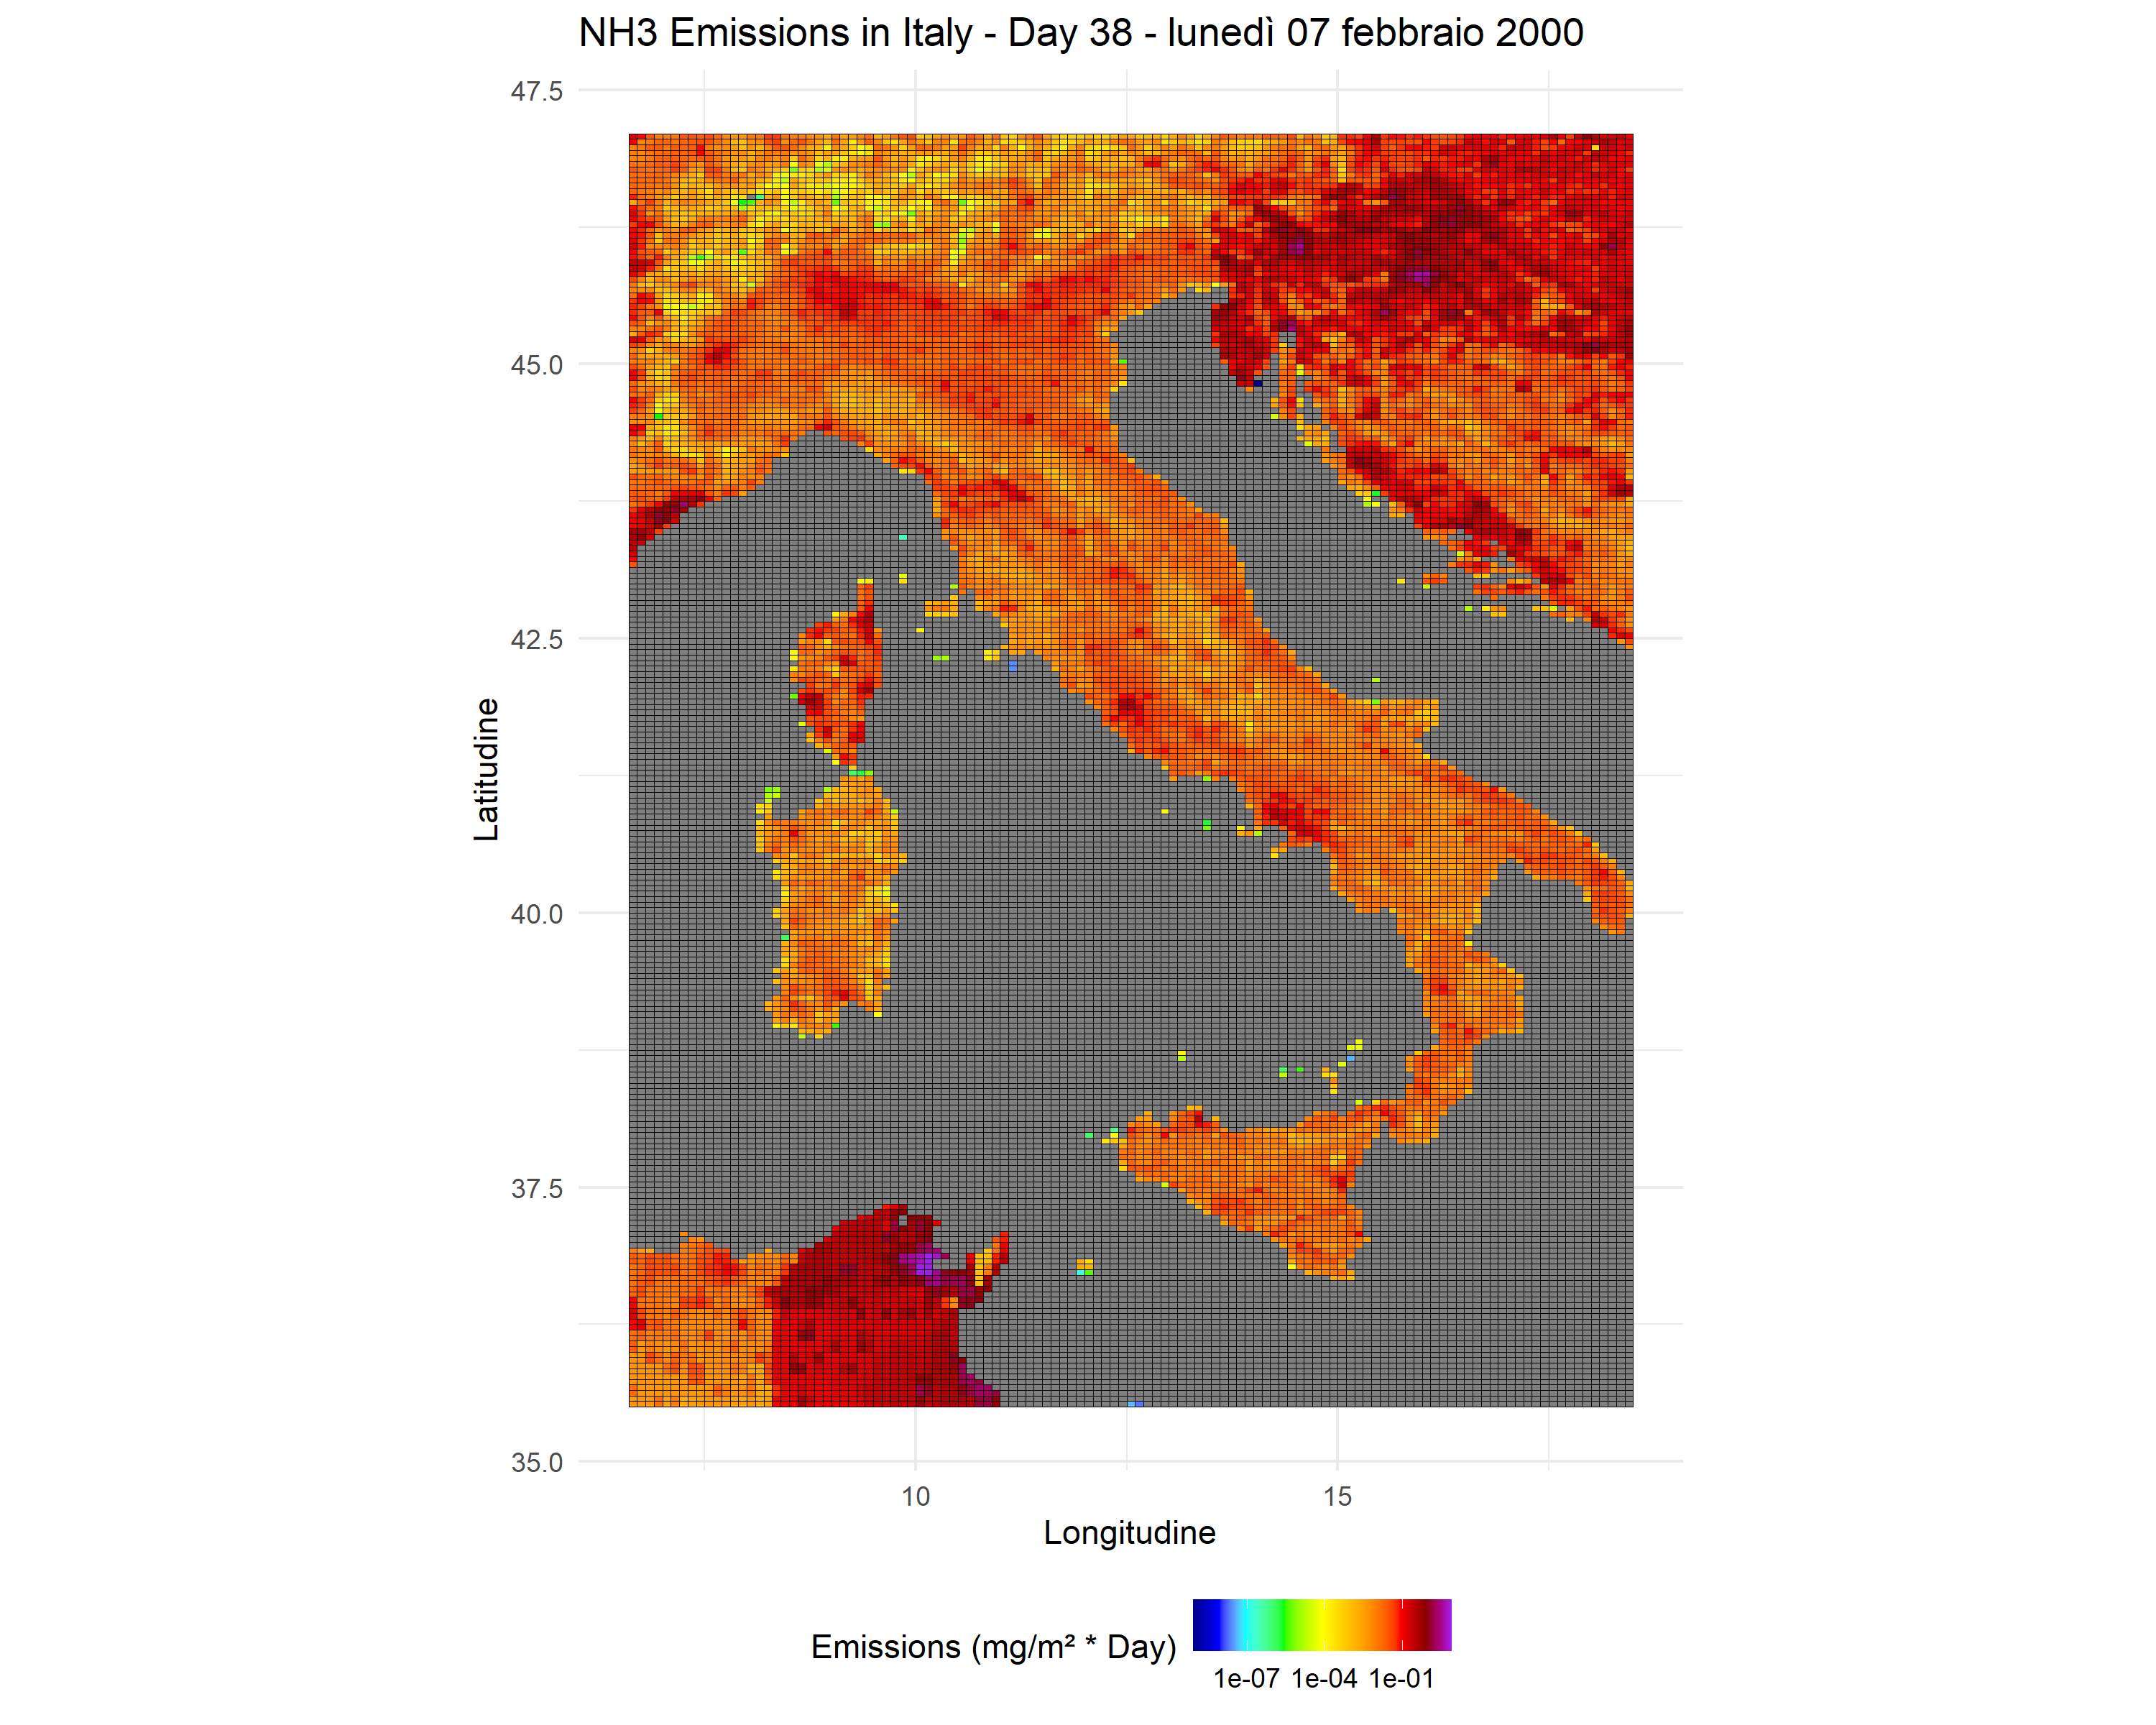 NH3 Emissions in Italy - Day 38 - lunedì 07 febbraio 2000
47.5
45.0
42.5
40.0
37.5
35.0
Latitudine
10 15
Longitudine
Emissions (mg/m² * Day)
1e-07 1e-04 1e-01